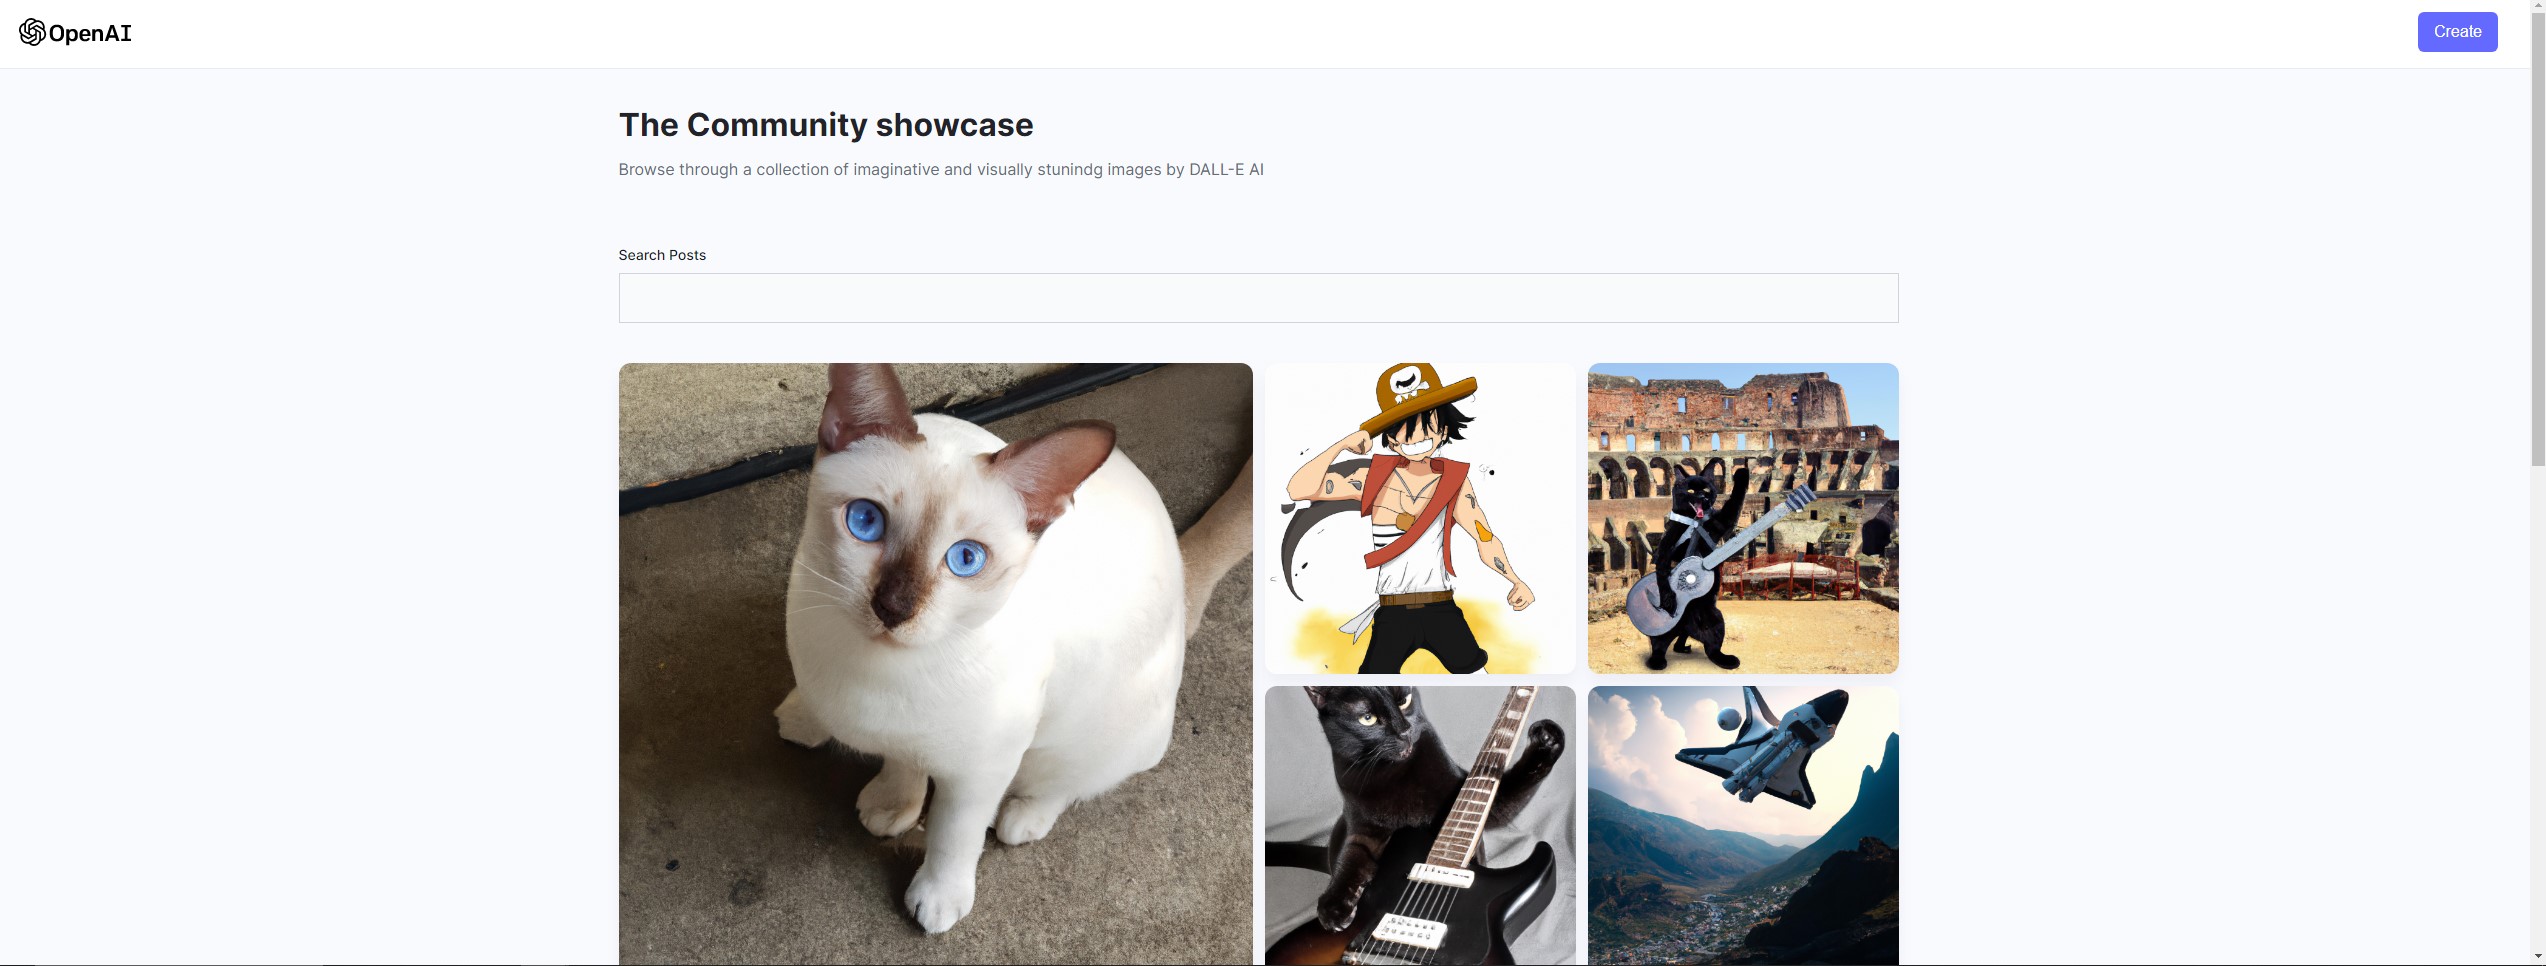 OpenAI
Create
The Community showcase
Browse through a collection of imaginative and visually stunindg images by DALL-E AI
Search Posts